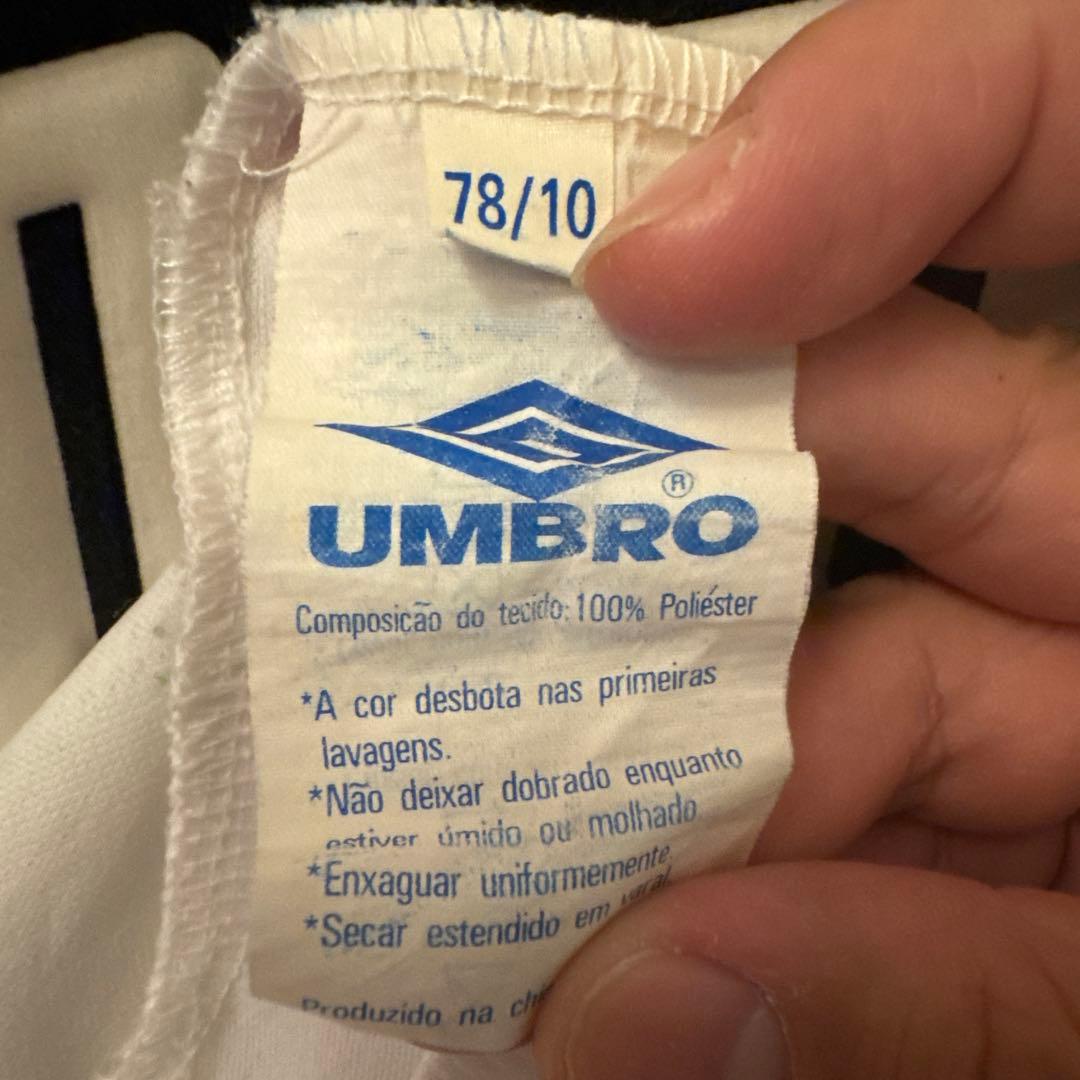 78/10
UMBRO®
Composicão do tecido: 100% Poliéster
*A cor desbota nas primeiras
lavagens.
*Não deixar dobrado enquanto
estiver úmido ou molhado
*Enxaguar uniformemente
*Secar estendido em varal
Produzido na